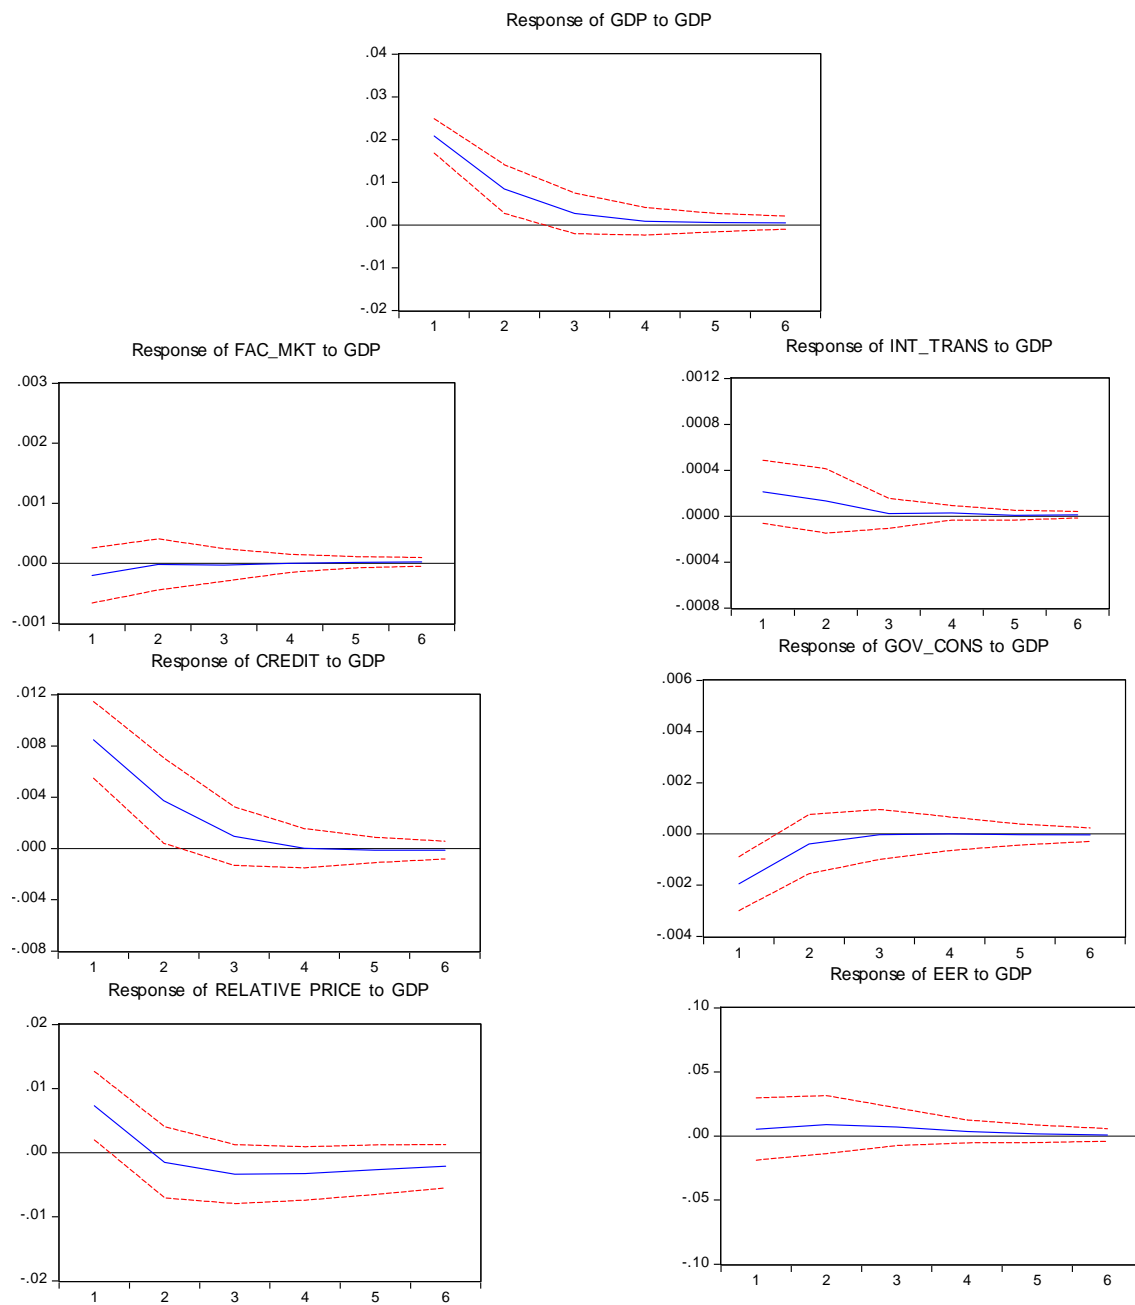 Response of GDP to GDP
.04
.03
.02
.01
.00
-.01
-.02
1 2 3 4 5 6
Response of FAC_MKT to GDP
.003
.002
.001
.000
-.001
1 2 3 4 5 6
Response of INT_TRANS to GDP
.0012
.0008
.0004
.0000
-.0004
-.0008
1 2 3 4 5 6
Response of CREDIT to GDP
.012
.008
.004
.000
-.004
-.008
1 2 3 4 5 6
Response of GOV_CONS to GDP
.006
.004
.002
.000
-.002
-.004
1 2 3 4 5 6
Response of RELATIVE PRICE to GDP
.02
.01
.00
-.01
-.02
1 2 3 4 5 6
Response of EER to GDP
.10
.05
.00
-.05
-.10
1 2 3 4 5 6